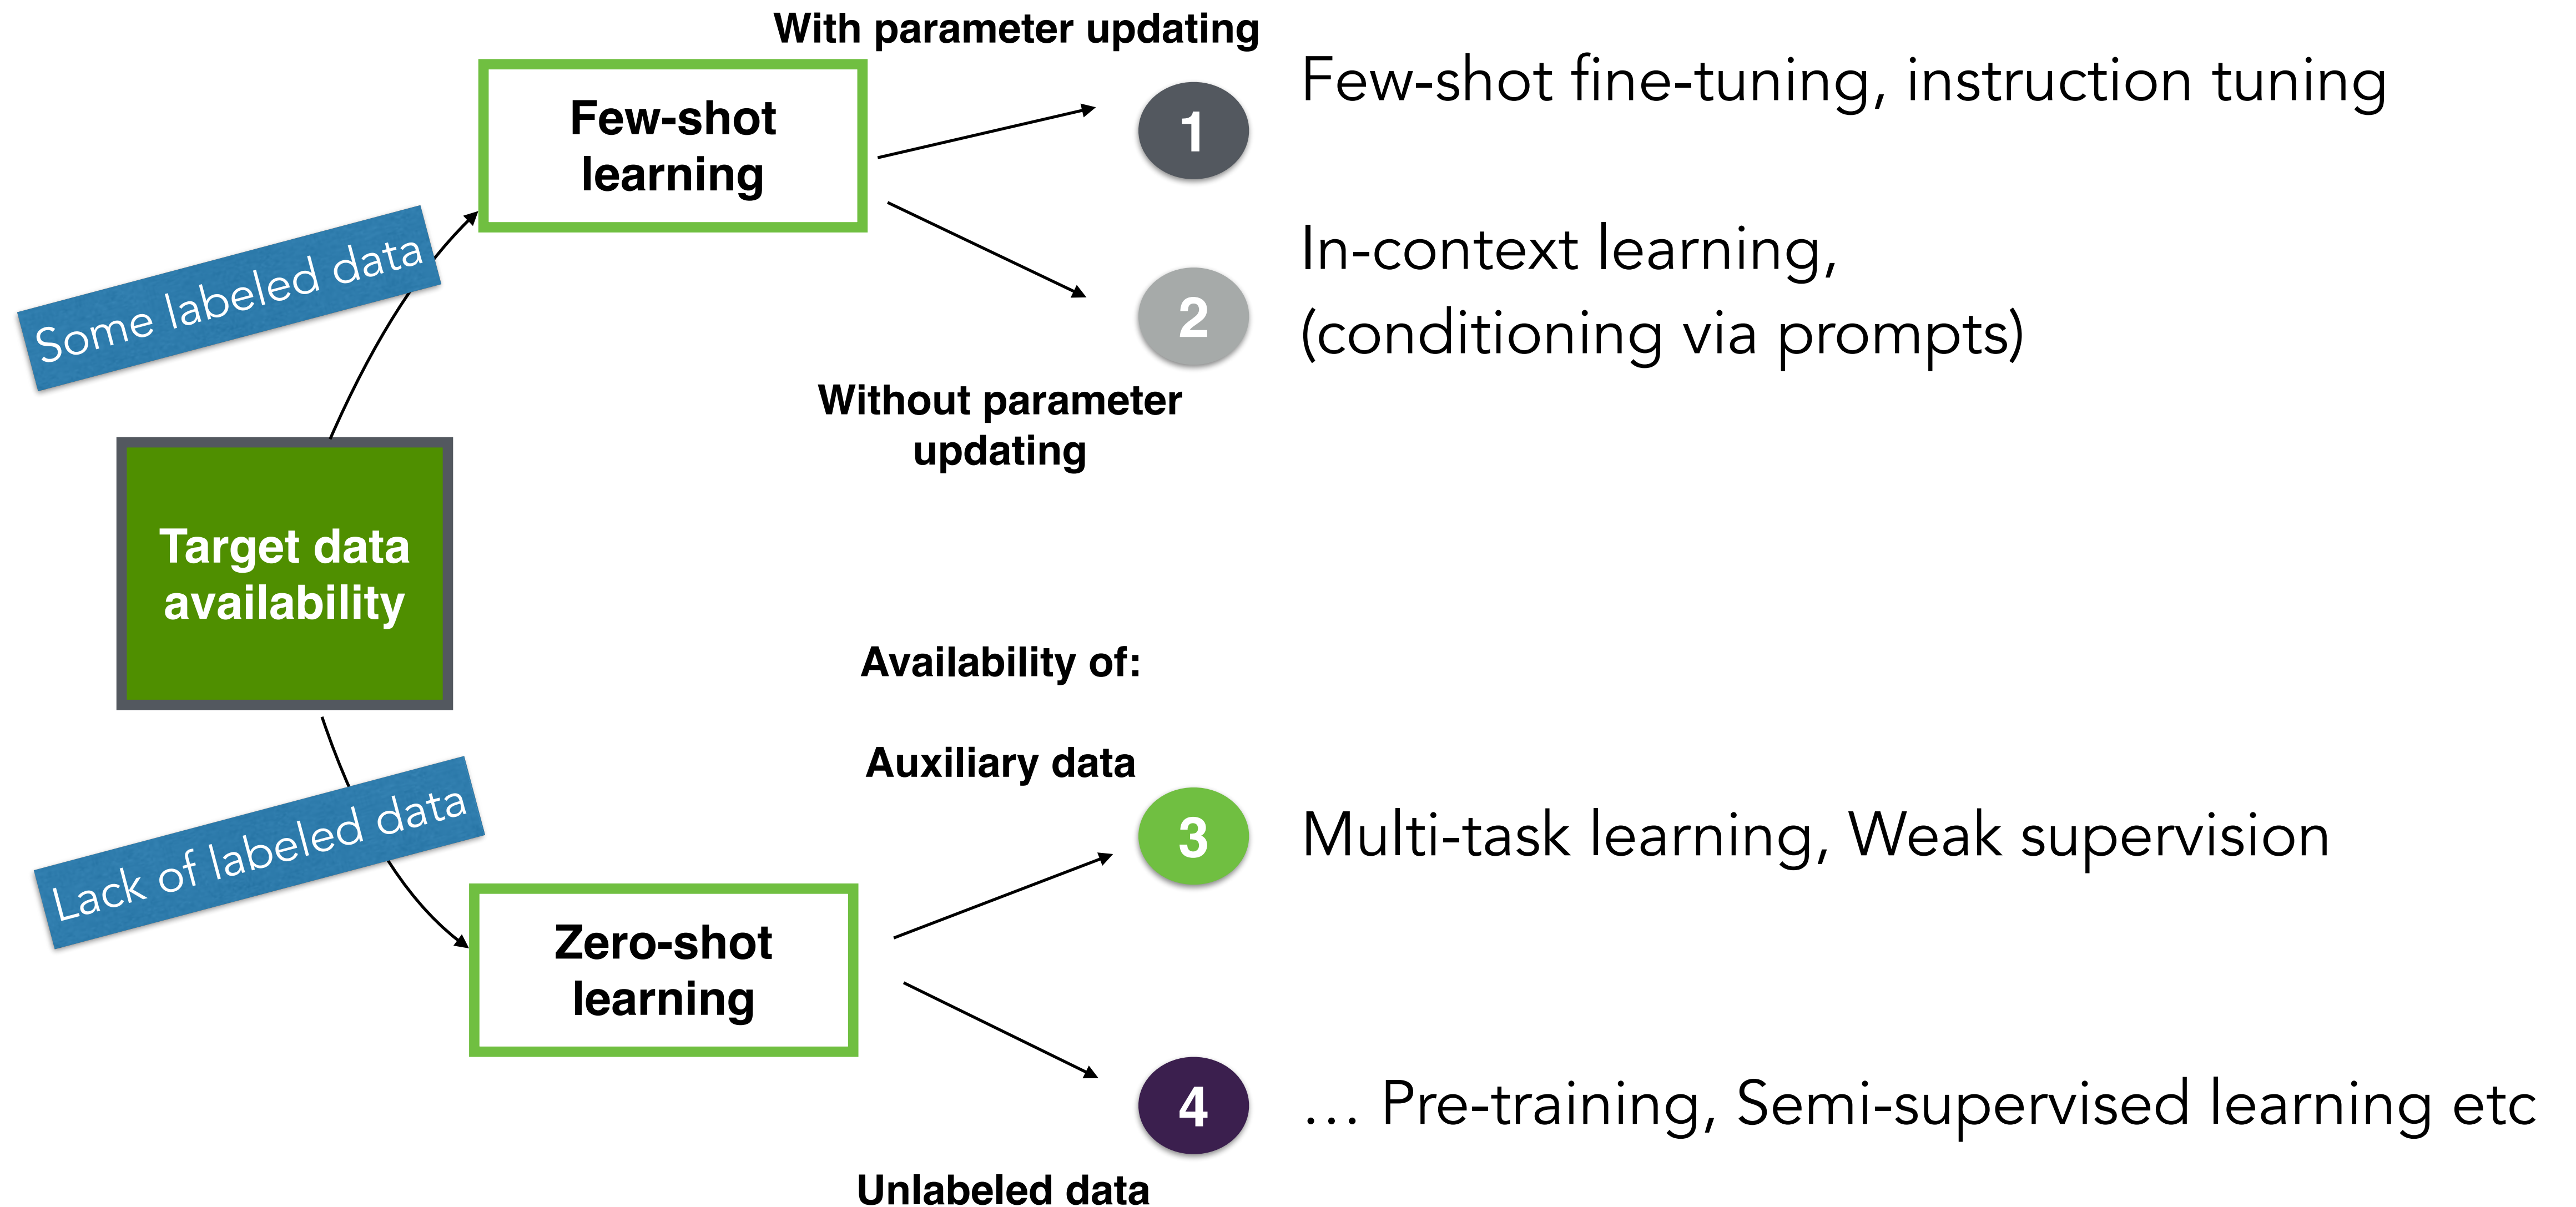 With parameter updating
Few-shot
learning
1
Few-shot fine-tuning, instruction tuning
Some labeled data
2
In-context learning,
(conditioning via prompts)
Without parameter
updating
Target data
availability
Availability of:
Auxiliary data
Lack of labeled data
3
Multi-task learning, Weak supervision
Zero-shot
learning
4
… Pre-training, Semi-supervised learning etc
Unlabeled data